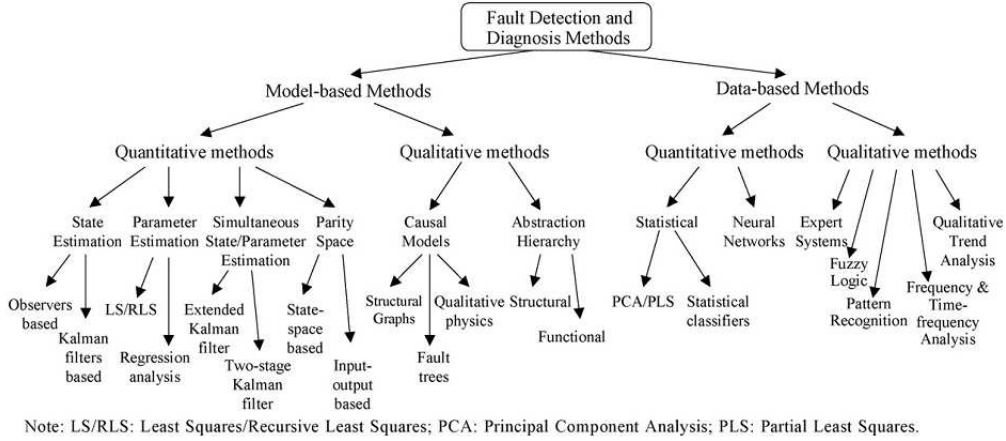 Fault Detection and
Diagnosis Methods
Model-based Methods
Data-based Methods
Quantitative methods
Qualitative methods
Quantitative methods
Qualitative methods
State
Estimation
Parameter
Estimation
Simultaneous
State/Parameter
Estimation
Parity
Space
Causal
Models
Abstraction
Hierarchy
Statistical
Neural
Networks
Expert
Systems
Fuzzy
Logic
Pattern
Recognition
Frequency &
Time-
frequency
Analysis
Qualitative
Trend
Analysis
Observers
based
Kalman
filters
based
LS/RLS
Regression
analysis
Extended
Kalman
filter
Two-stage
Kalman
filter
State-
space
based
Input-
output
based
Structural
Graphs
Fault
trees
Qualitative
physics
Structural
Functional
PCA/PLS
Statistical
classifiers
Note: LS/RLS: Least Squares/Recursive Least Squares; PCA: Principal Component Analysis; PLS: Partial Least Squares.